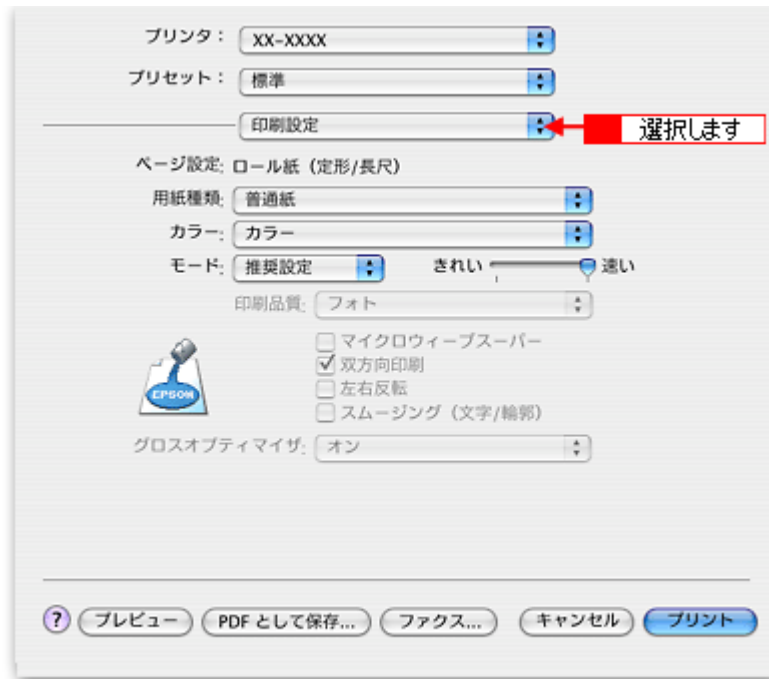 プリンタ： XX-XXXX
プリセット： 標準
印刷設定 選択します
ページ設定: ロール紙（定形/長尺）
用紙種類: 普通紙
カラー: カラー
モード: 推奨設定 きれい 速い
印刷品質: フォト
マイクロウィーブスーパー
双方向印刷
左右反転
スムージング（文字/輪郭）
EPSON
グロスオプティマイザ: オン
? プレビュー PDF として保存... ファクス... キャンセル プリント